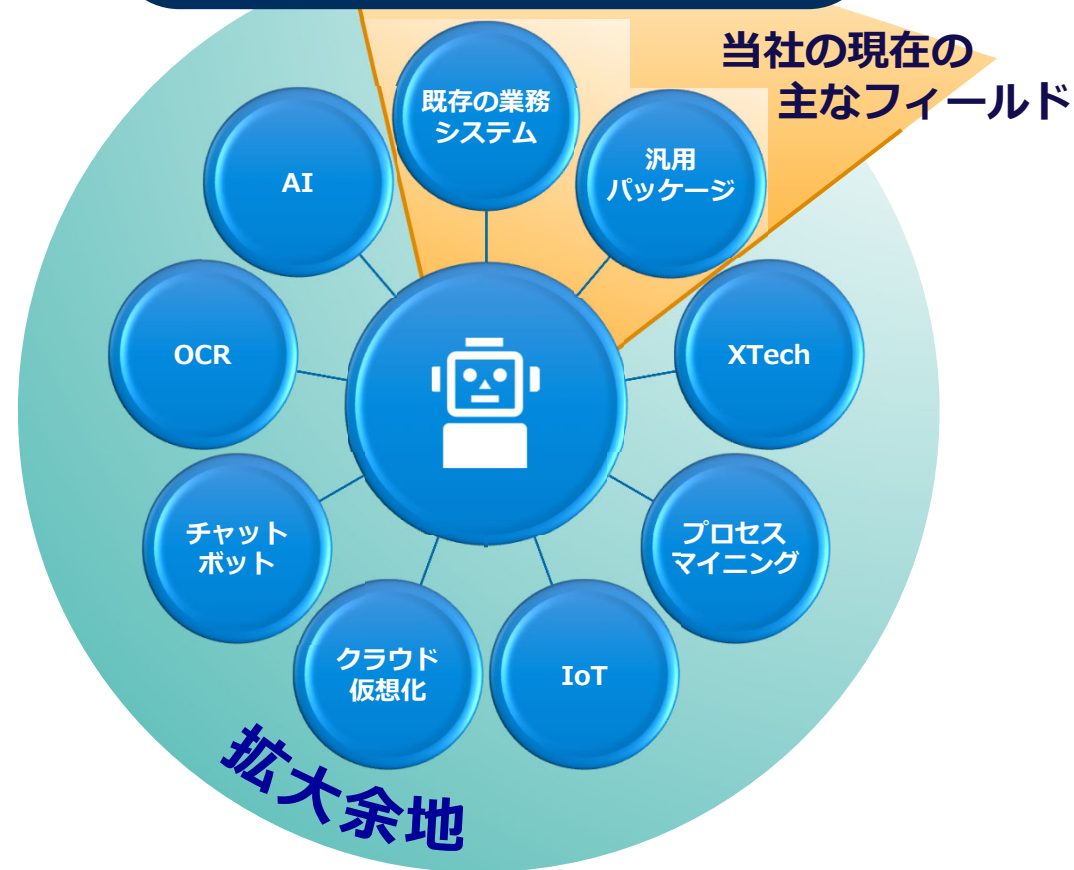 当社の現在の
主なフィールド
既存の業務
システム
汎用
パッケージ
AI
OCR
XTech
チャット
ボット
プロセス
マイニング
クラウド
仮想化
IoT
拡大余地